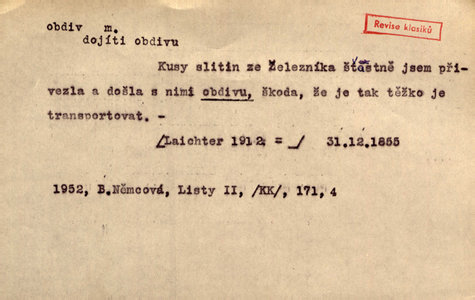 obdiv m.
Revise klasiků
dojíti obdivu
Kusy slitin ze Železníka šťastně jsem při-
vezla a došla s nimi obdivu, škoda, že je tak těžko je
transportovat. -
/Laichter 1912 = / 31.12.1855
1952, B.Němcová, Listy II, /KK/, 171, 4